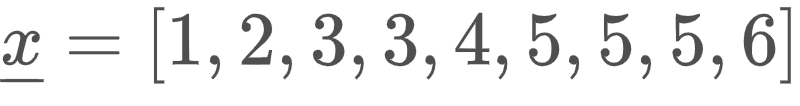 x = [1, 2, 3, 3, 4, 5, 5, 5, 6]